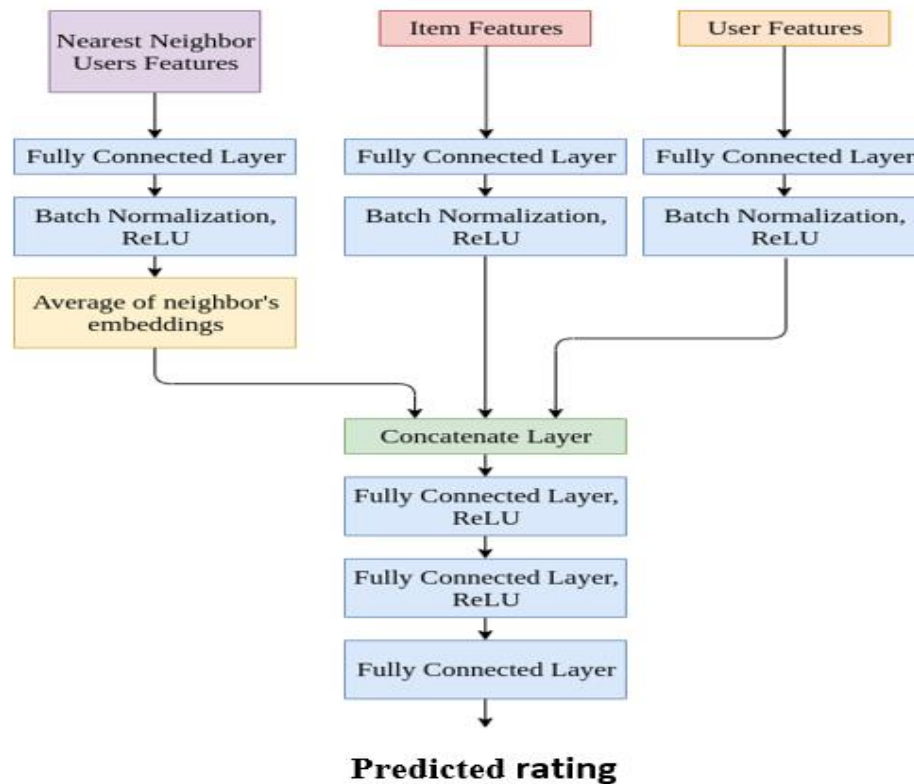 Nearest Neighbor
Users Features
Item Features
User Features
Fully Connected Layer
Fully Connected Layer
Fully Connected Layer
Batch Normalization,
ReLU
Batch Normalization,
ReLU
Batch Normalization,
ReLU
Average of neighbor's
embeddings
Concatenate Layer
Fully Connected Layer,
ReLU
Fully Connected Layer,
ReLU
Fully Connected Layer
Predicted rating